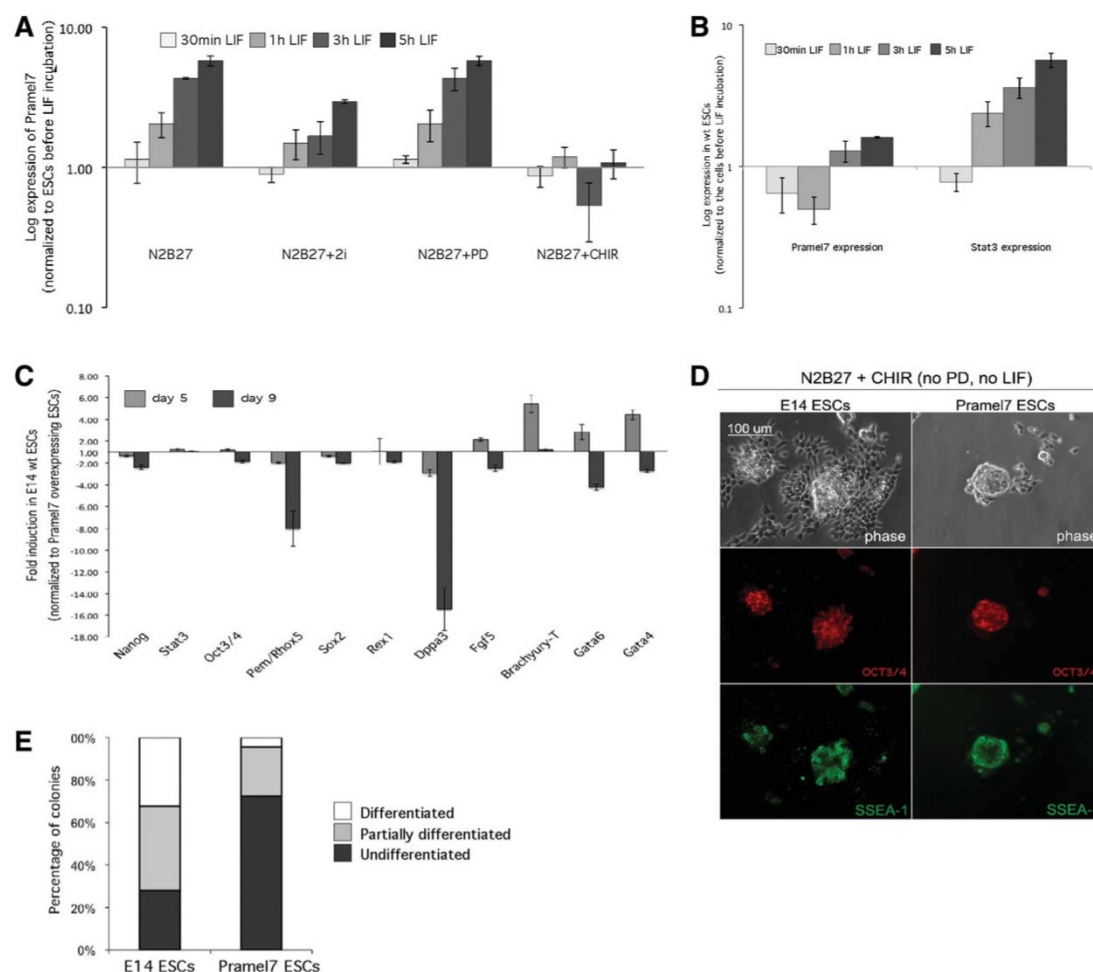 A
Log expression of Pramel7
(normalized to ESCs before LIF incubation)
10.00
1.00
0.10
30min LIF 1h LIF 3h LIF 5h LIF
N2B27 N2B27+2i N2B27+PD N2B27+CHIR
B
Log expression in wt ESCs
(normalized to the cells before LIF incubation)
10
1
0.1
30min LIF 1h LIF 3h LIF 5h LIF
Pramel7 expression Stat3 expression
C
Fold induction in E14 wt ESCs
(normalized to Pramel7 overexpressing ESCs)
8.00
6.00
4.00
2.00
1.00
-2.00
-4.00
-6.00
-8.00
-10.00
-12.00
-14.00
-16.00
-18.00
day 5 day 9
Nanog Stat3 Oct3/4 Pem/Rhox5 Sox2 Rex1 Dppa3 Fgf5 Brachyury-T Gata6 Gata4
D
N2B27 + CHIR (no PD, no LIF)
E14 ESCs Pramel7 ESCs
100 um
phase phase
OCT3/4 OCT3/4
SSEA-1 SSEA-
E
Percentage of colonies
00%
80%
60%
40%
20%
0%
Differentiated
Partially differentiated
Undifferentiated
E14 ESCs Pramel7 ESCs